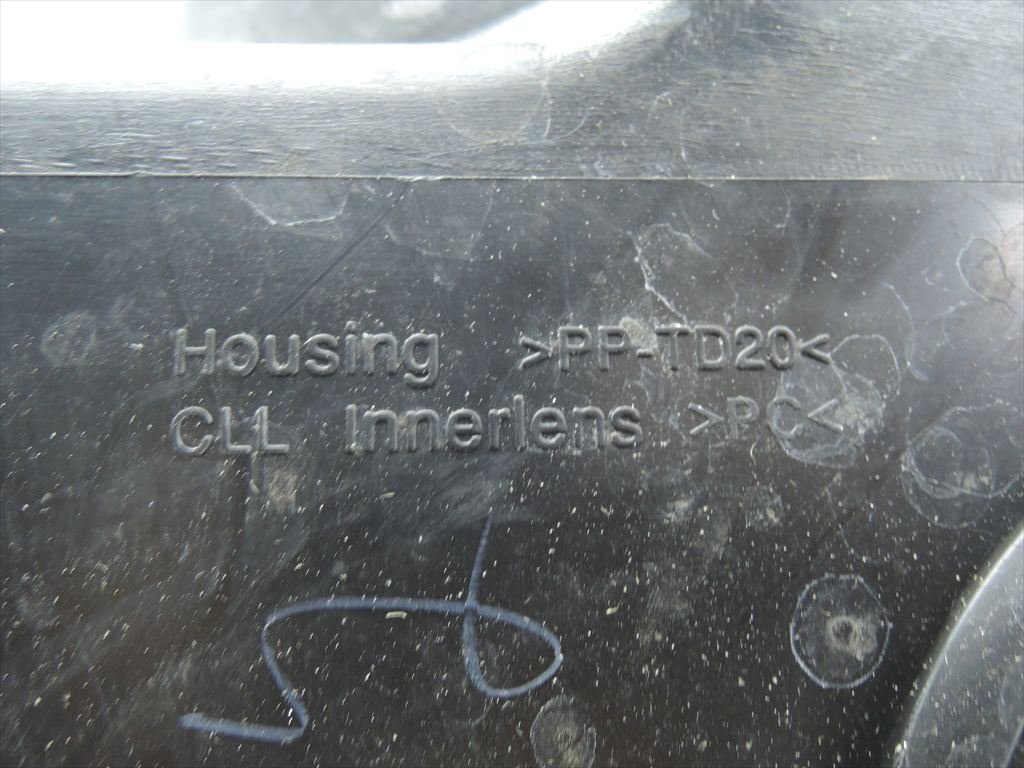 Housing >PP-TD20<
CLL Innerlens >PC<